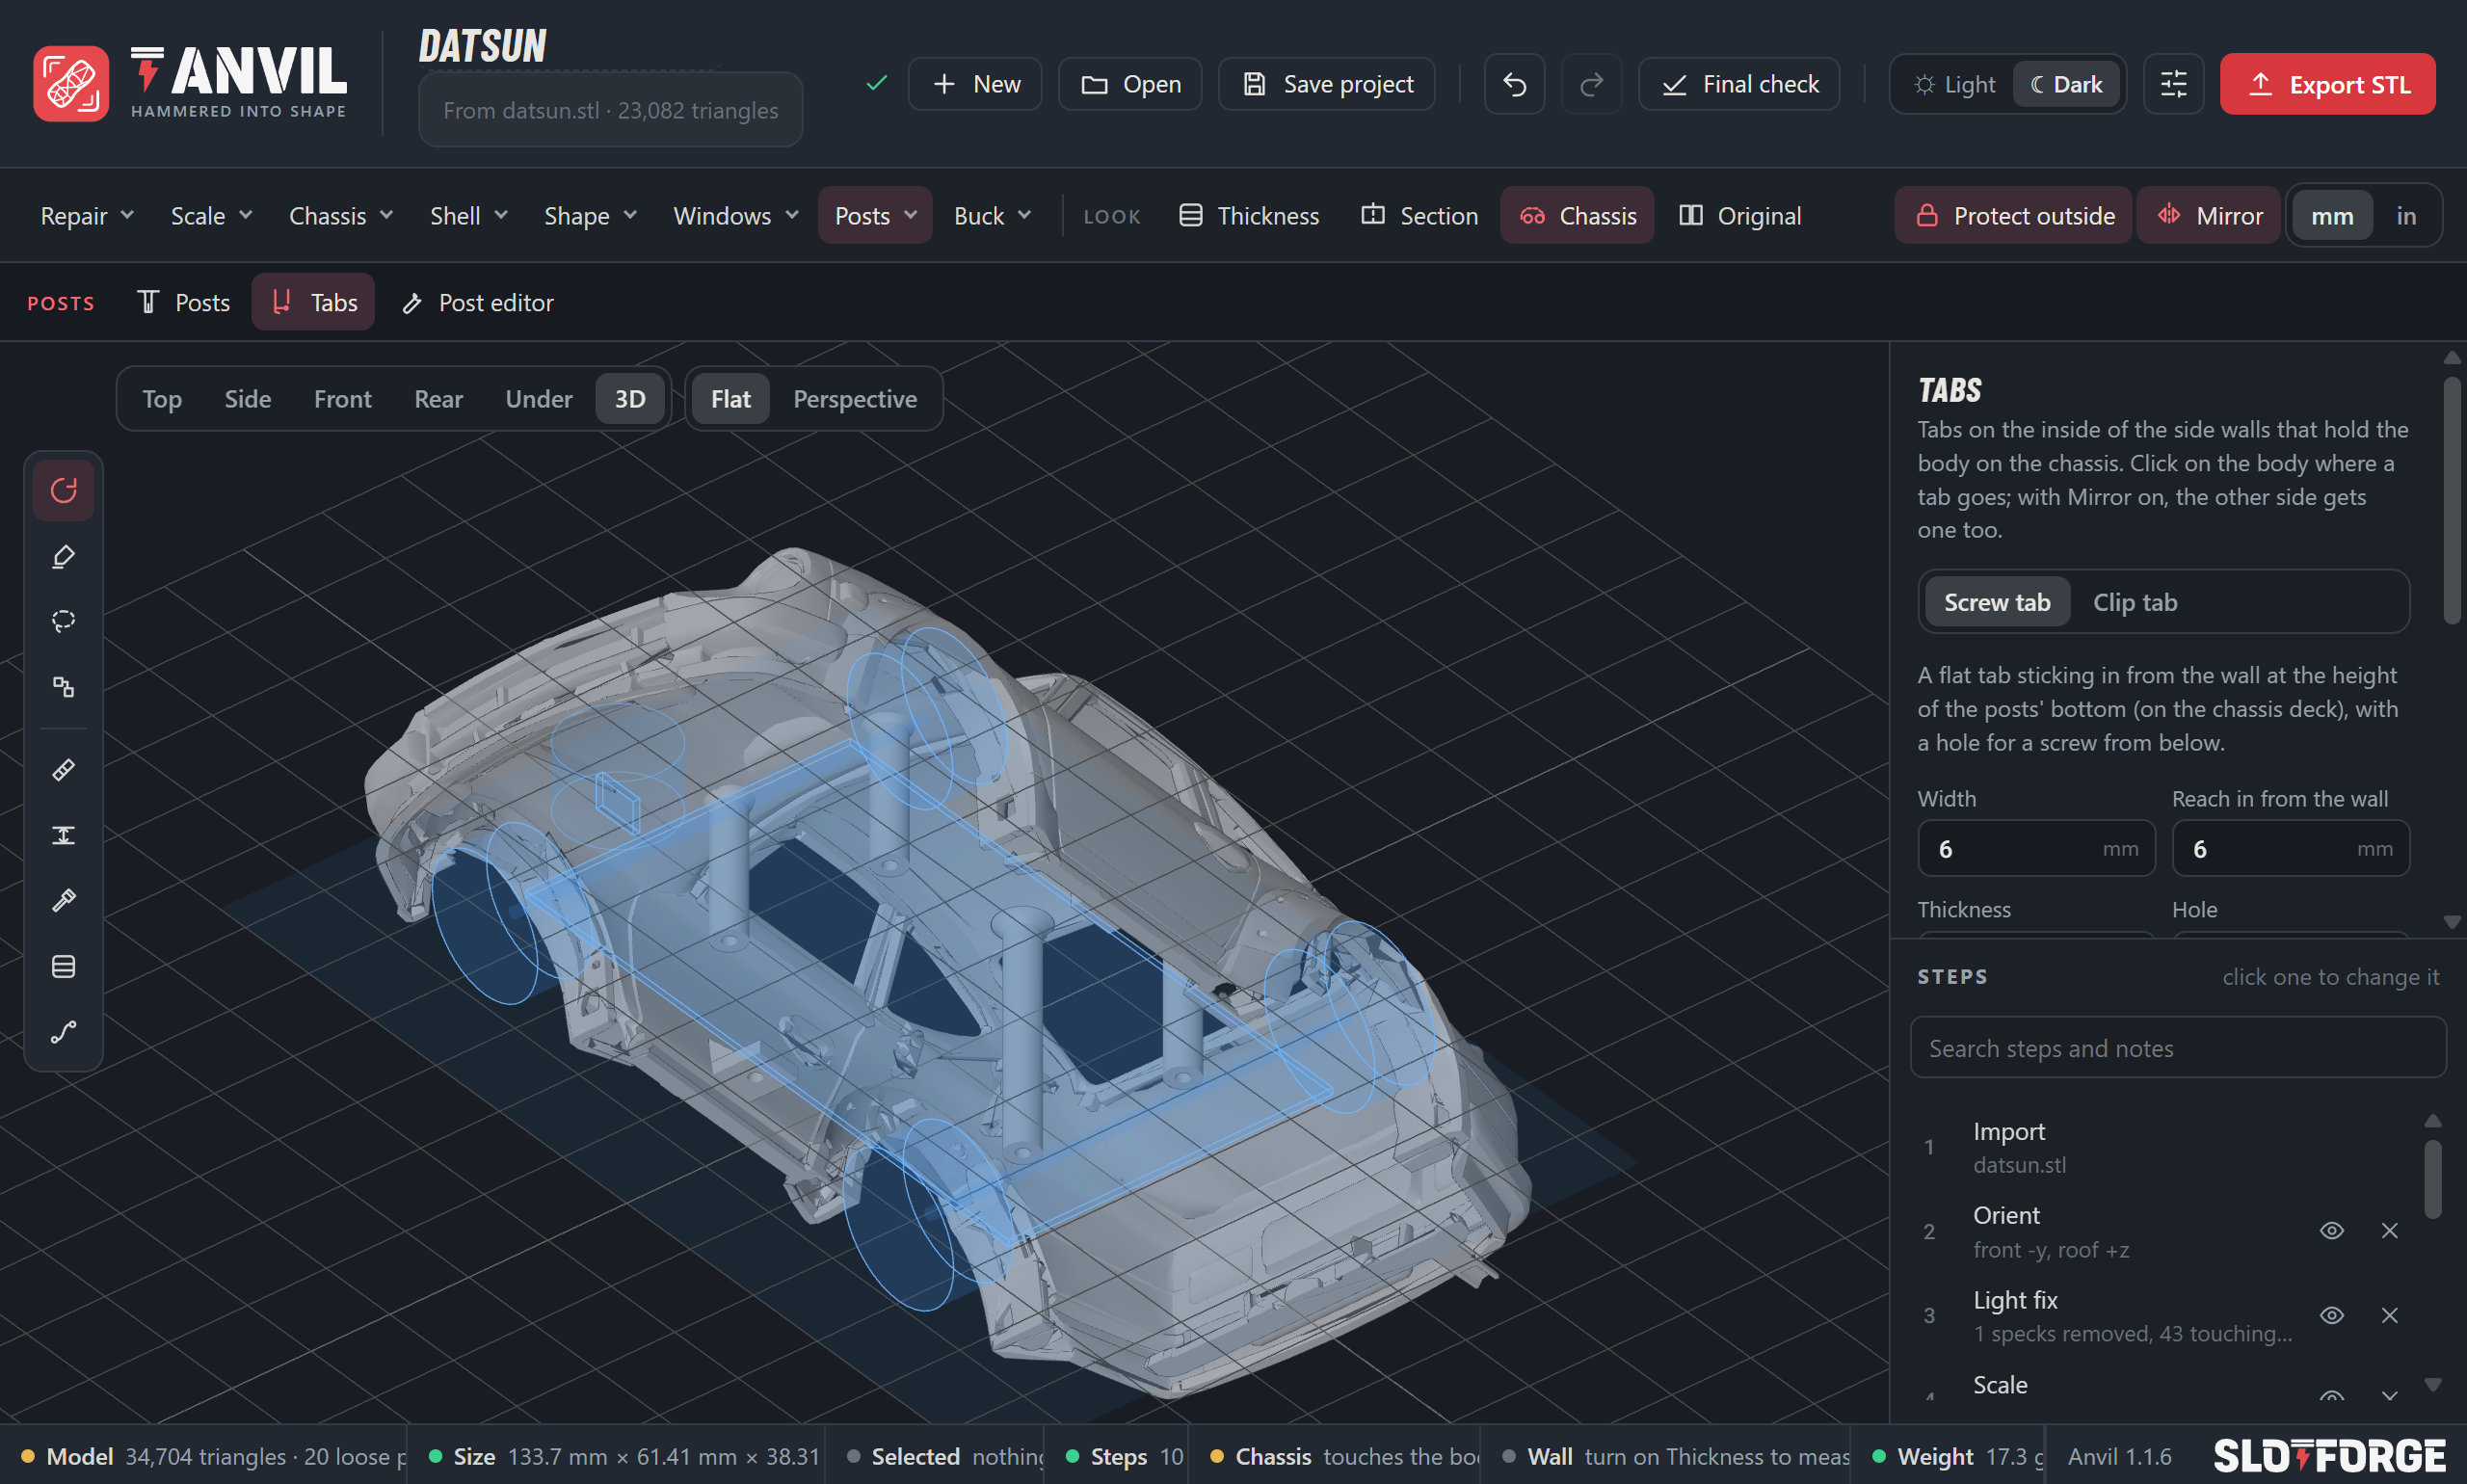 ANVIL
HAMMERED INTO SHAPE
DATSUN
From datsun.stl · 23,082 triangles
New
Open
Save project
Final check
Light
Dark
Export STL
Repair
Scale
Chassis
Shell
Shape
Windows
Posts
Buck
LOOK
Thickness
Section
Chassis
Original
Protect outside
Mirror
mm
in
POSTS
Posts
Tabs
Post editor
Top
Side
Front
Rear
Under
3D
Flat
Perspective
TABS
Tabs on the inside of the side walls that hold the
body on the chassis. Click on the body where a
tab goes; with Mirror on, the other side gets
one too.
Screw tab
Clip tab
A flat tab sticking in from the wall at the height
of the posts' bottom (on the chassis deck), with
a hole for a screw from below.
Width
Reach in from the wall
6 mm
6 mm
Thickness
Hole
STEPS
click one to change it
Search steps and notes
1
Import
datsun.stl
2
Orient
front -y, roof +z
3
Light fix
1 specks removed, 43 touching...
4
Scale
Model 34,704 triangles · 20 loose p
Size 133.7 mm × 61.41 mm × 38.31
Selected nothing
Steps 10
Chassis touches the bo
Wall turn on Thickness to meas
Weight 17.3 g
Anvil 1.1.6
SLOTFORGE